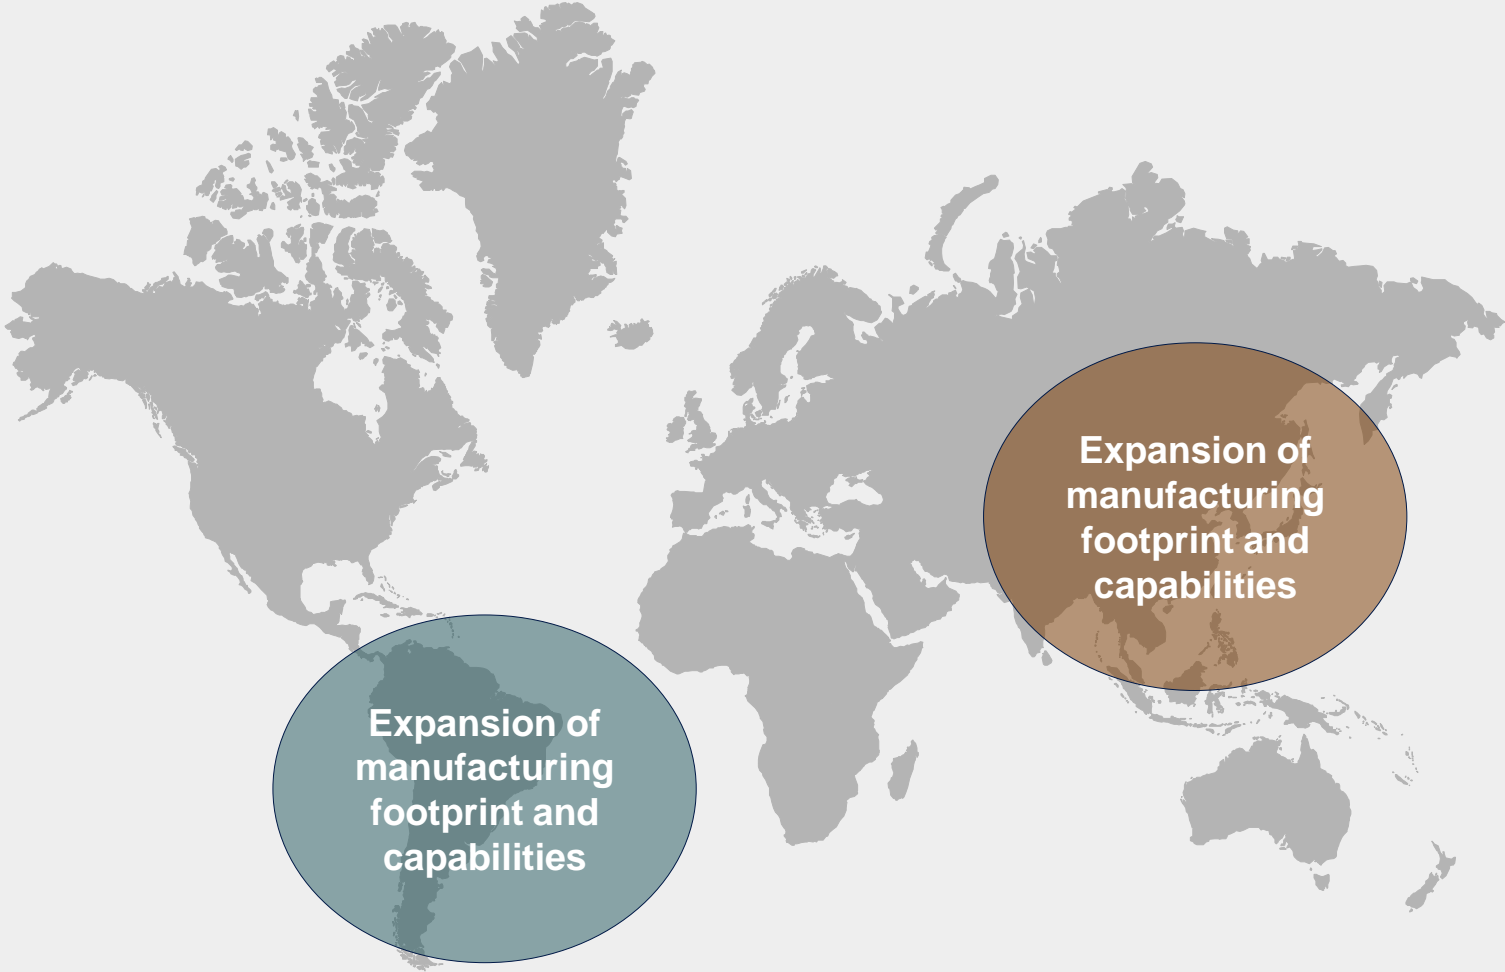 Expansion of
manufacturing
footprint and
capabilities
Expansion of
manufacturing
footprint and
capabilities